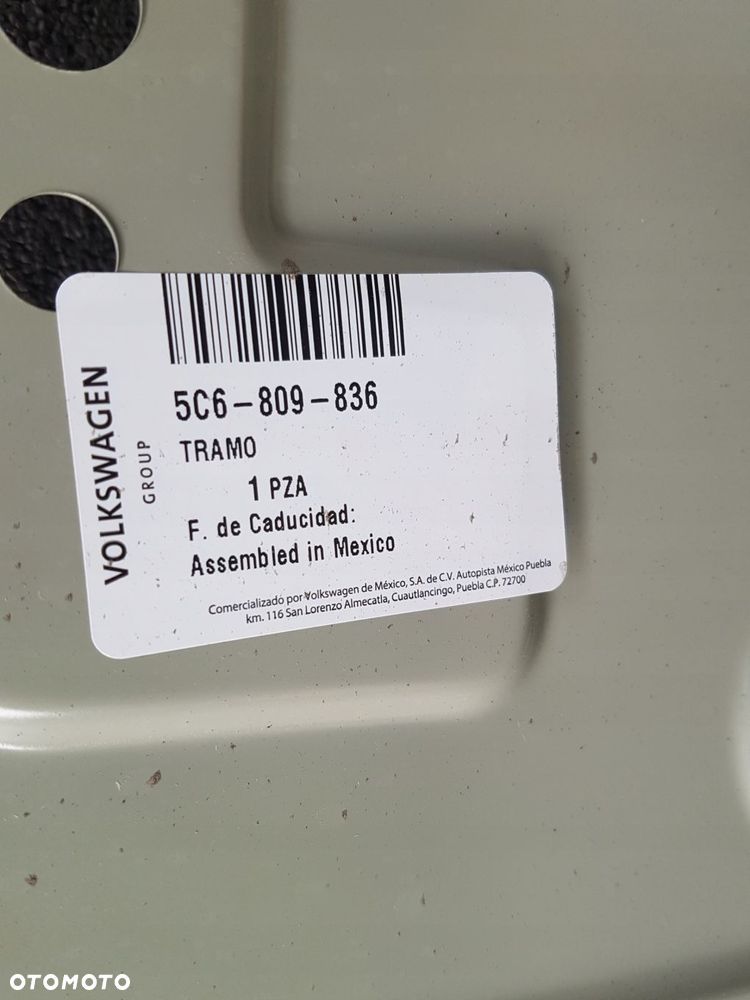 VOLKSWAGEN
GROUP
5C6-809-836
TRAMO
1 PZA
F. de Caducidad:
Assembled in Mexico
Comercializado por Volkswagen de México, S.A. de C.V. Autopista México Puebla
km. 116 San Lorenzo Almecatla, Cuautlancingo, Puebla C.P. 72700
OTOMOTO